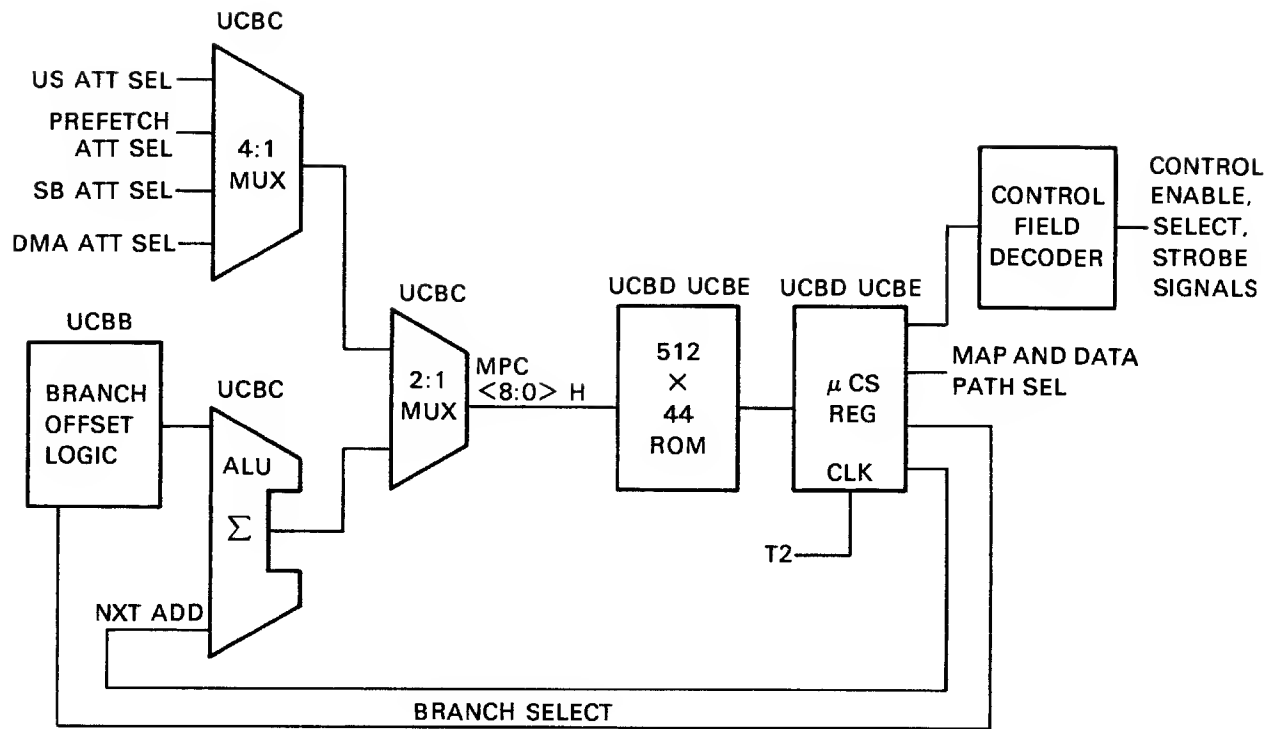 UCBC
US ATT SEL
PREFETCH
ATT SEL
SB ATT SEL
DMA ATT SEL
4:1
MUX
UCBB
BRANCH
OFFSET
LOGIC
UCBC
ALU
Σ
NXT ADD
UCBC
2:1
MUX
MPC
<8:0> H
UCBD UCBE
512
×
44
ROM
UCBD UCBE
μCS
REG
CLK
T2
CONTROL
FIELD
DECODER
CONTROL
ENABLE,
SELECT,
STROBE
SIGNALS
MAP AND DATA
PATH SEL
BRANCH SELECT